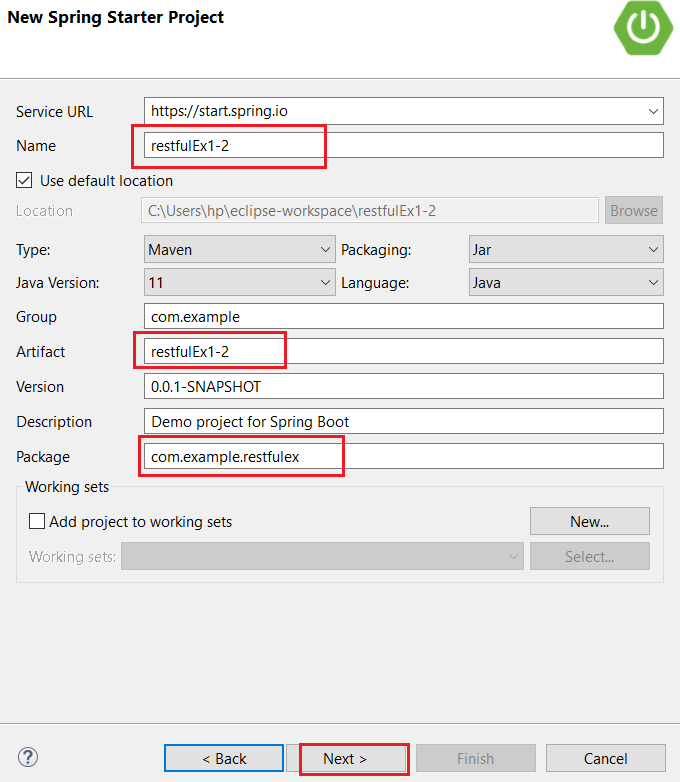 New Spring Starter Project
Service URL https://start.spring.io
Name restfulEx1-2
Use default location
Location C:\Users\hp\eclipse-workspace\restfulEx1-2 Browse
Type: Maven Packaging: Jar
Java Version: 11 Language: Java
Group com.example
Artifact restfulEx1-2
Version 0.0.1-SNAPSHOT
Description Demo project for Spring Boot
Package com.example.restfulex
Working sets
Add project to working sets New...
Working sets: Select...
? < Back Next > Finish Cancel